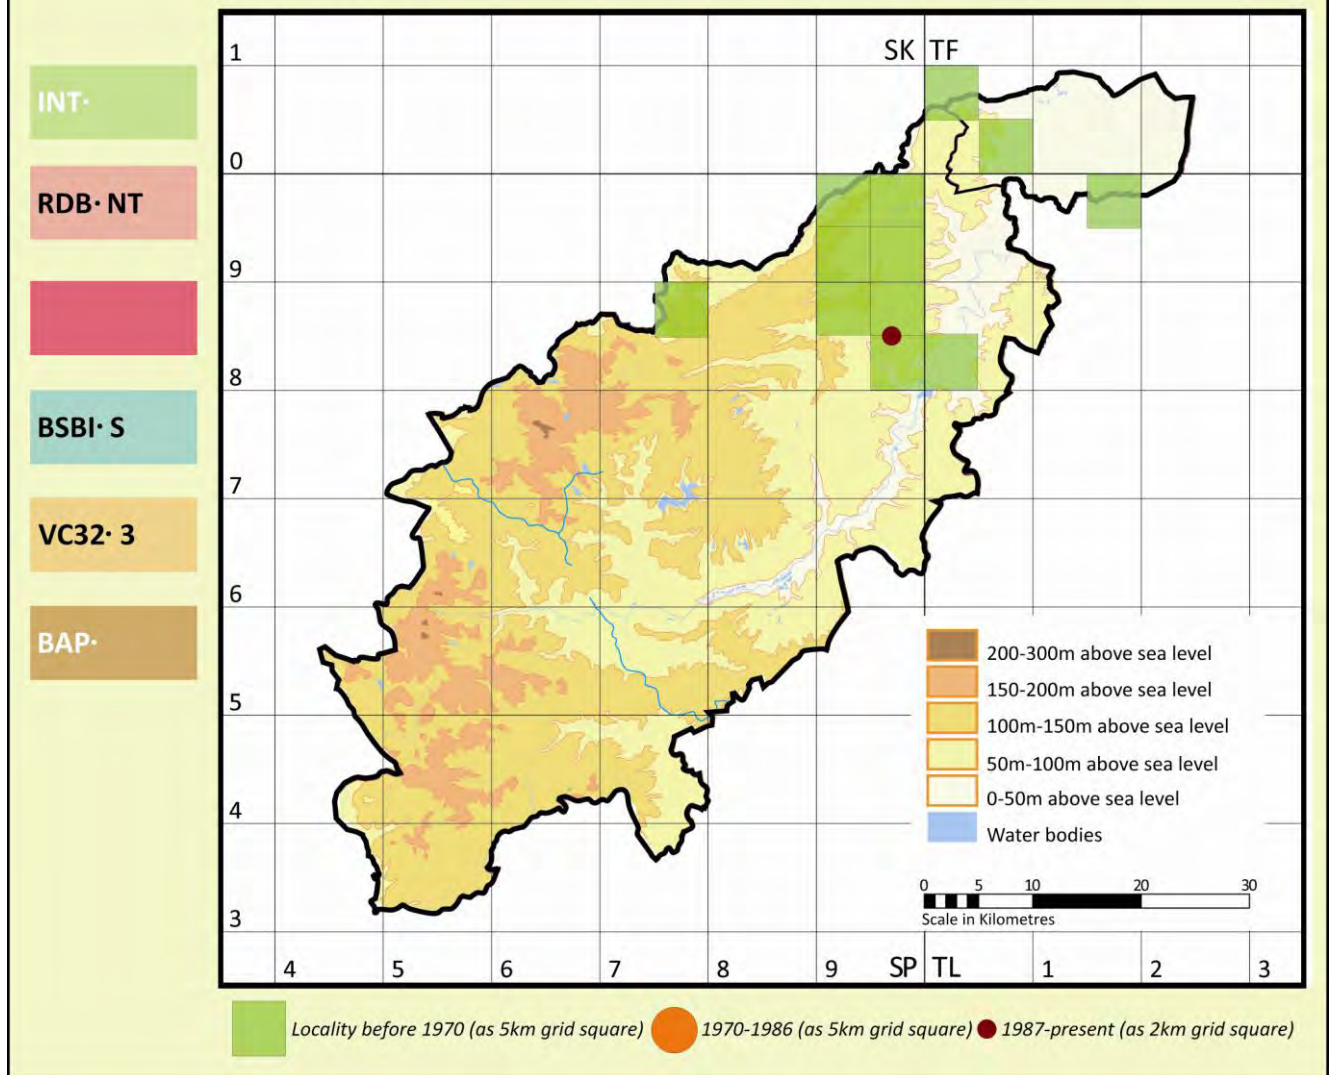 INT·
RDB· NT
BSBI· S
VC32· 3
BAP·
SK TF
1
0
9
8
7
6
5
4
3
4 5 6 7 8 9 SP TL 1 2 3
200-300m above sea level
150-200m above sea level
100m-150m above sea level
50m-100m above sea level
0-50m above sea level
Water bodies
0 5 10 20 30
Scale in Kilometres
Locality before 1970 (as 5km grid square) 1970-1986 (as 5km grid square) 1987-present (as 2km grid square)